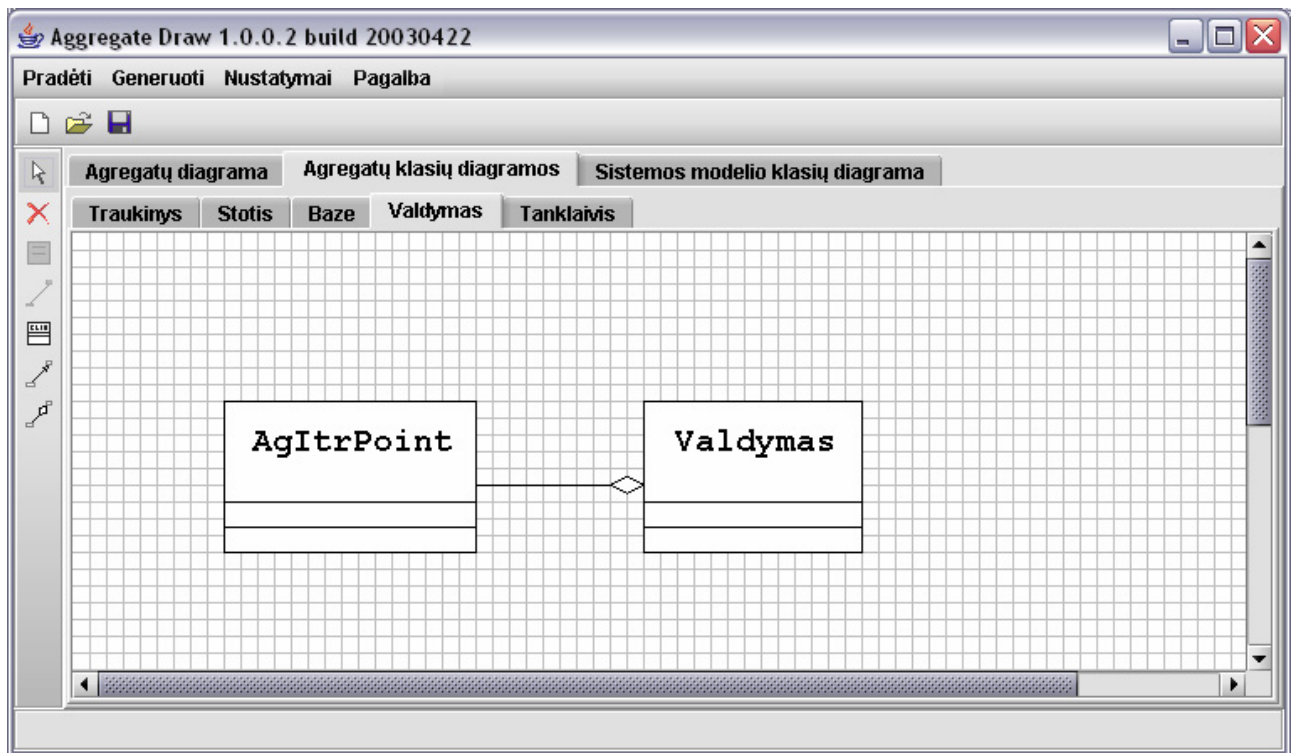 Aggregate Draw 1.0.0.2 build 20030422
Pradėti Generuoti Nustatymai Pagalba
Agregatų diagrama Agregatų klasių diagramos Sistemos modelio klasių diagrama
Traukinys Stotis Baze Valdymas Tanklaivis
AgItrPoint Valdymas